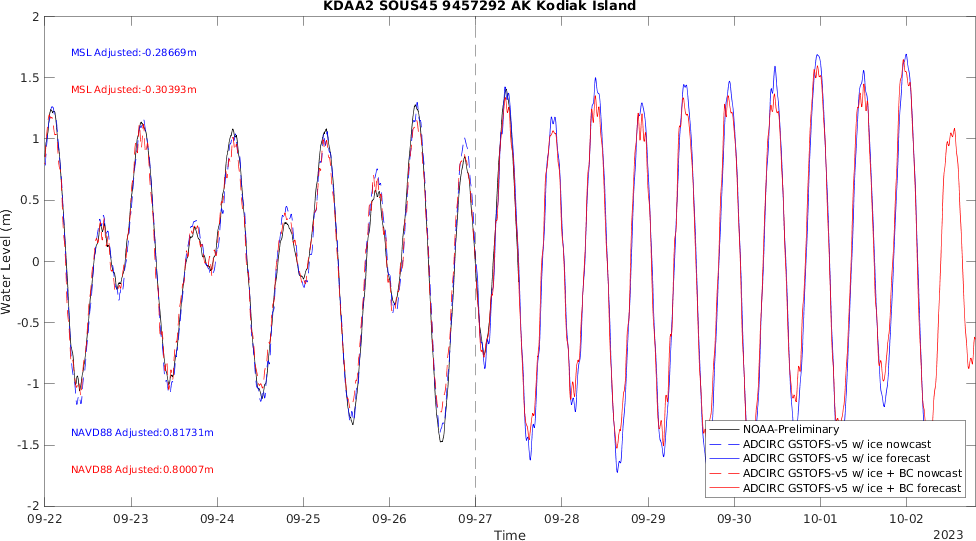 KDAA2 SOUS45 9457292 AK Kodiak Island
2
1.5
1
0.5
0
-0.5
-1
-1.5
-2
Water Level (m)
MSL Adjusted:-0.28669m
MSL Adjusted:-0.30393m
NAVD88 Adjusted:0.81731m
NAVD88 Adjusted:0.80007m
NOAA-Preliminary
ADCIRC GSTOFS-v5 w/ ice nowcast
ADCIRC GSTOFS-v5 w/ ice forecast
ADCIRC GSTOFS-v5 w/ ice + BC nowcast
ADCIRC GSTOFS-v5 w/ ice + BC forecast
09-22 09-23 09-24 09-25 09-26 09-27 09-28 09-29 09-30 10-01 10-02
Time
2023